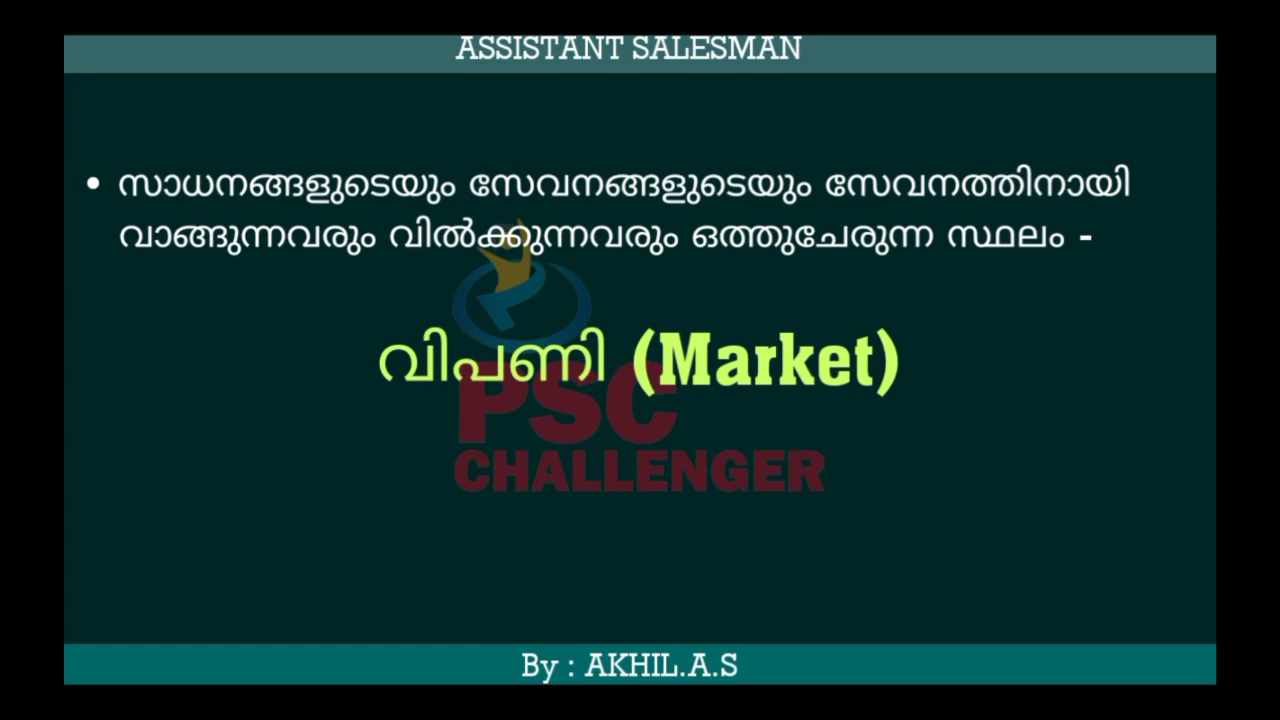 ASSISTANT SALESMAN
• സാധനങ്ങളുടെയും സേവനങ്ങളുടെയും സേവനത്തിനായി
വാങ്ങുന്നവരും വിൽക്കുന്നവരും ഒത്തുചേരുന്ന സ്ഥലം -
വിപണി (Market)
PSC
CHALLENGER
By : AKHIL.A.S